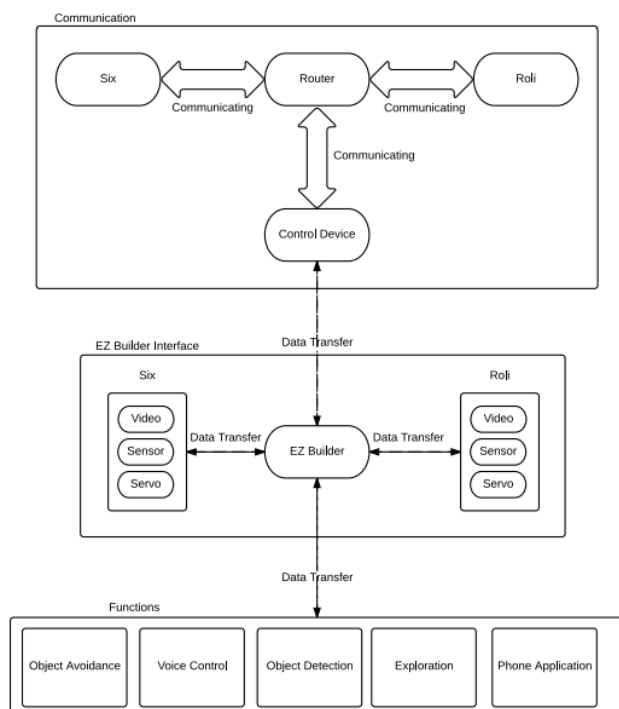 Communication
Six
Router
Roli
Communicating
Communicating
Communicating
Control Device
Data Transfer
EZ Builder Interface
Six
Roli
Video
Sensor
Servo
Data Transfer
EZ Builder
Data Transfer
Video
Sensor
Servo
Data Transfer
Functions
Object Avoidance
Voice Control
Object Detection
Exploration
Phone Application